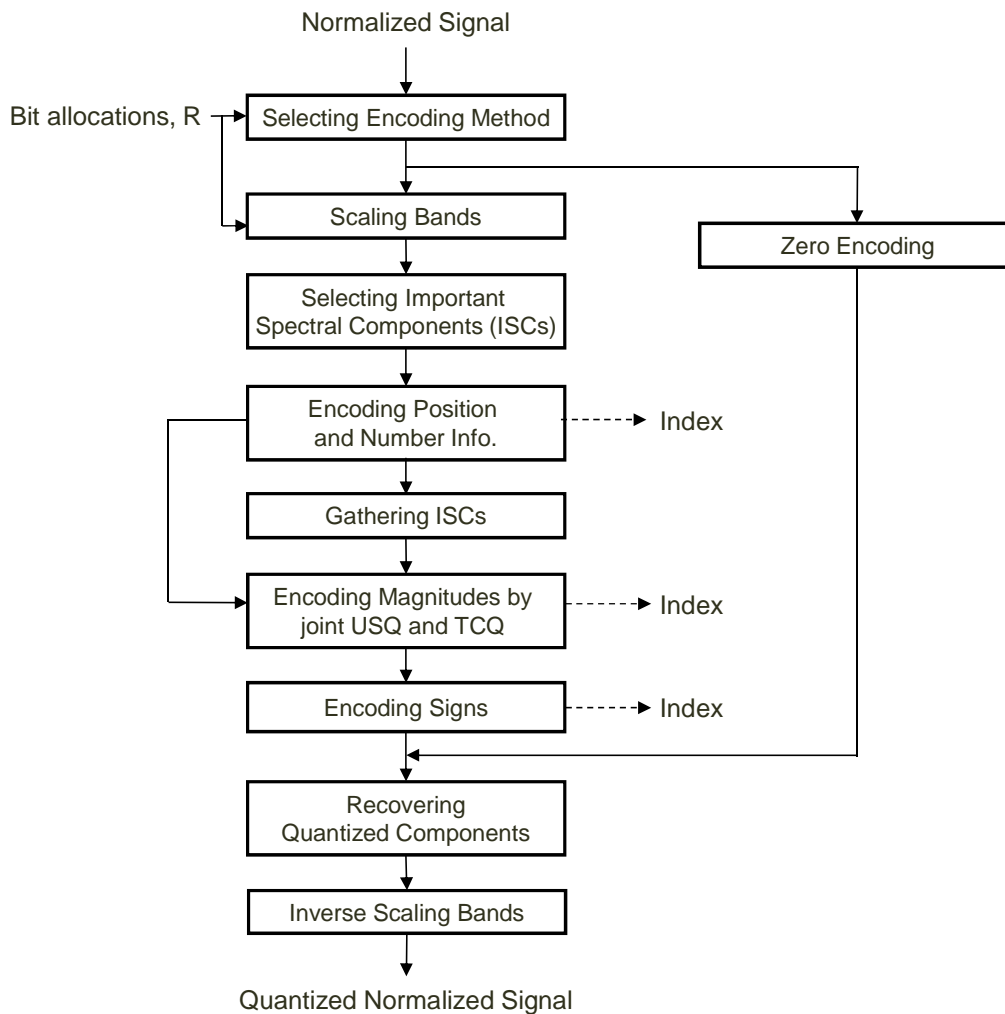 Normalized Signal
Bit allocations, R
Selecting Encoding Method
Scaling Bands
Zero Encoding
Selecting Important
Spectral Components (ISCs)
Encoding Position
and Number Info.
Index
Gathering ISCs
Encoding Magnitudes by
joint USQ and TCQ
Index
Encoding Signs
Index
Recovering
Quantized Components
Inverse Scaling Bands
Quantized Normalized Signal